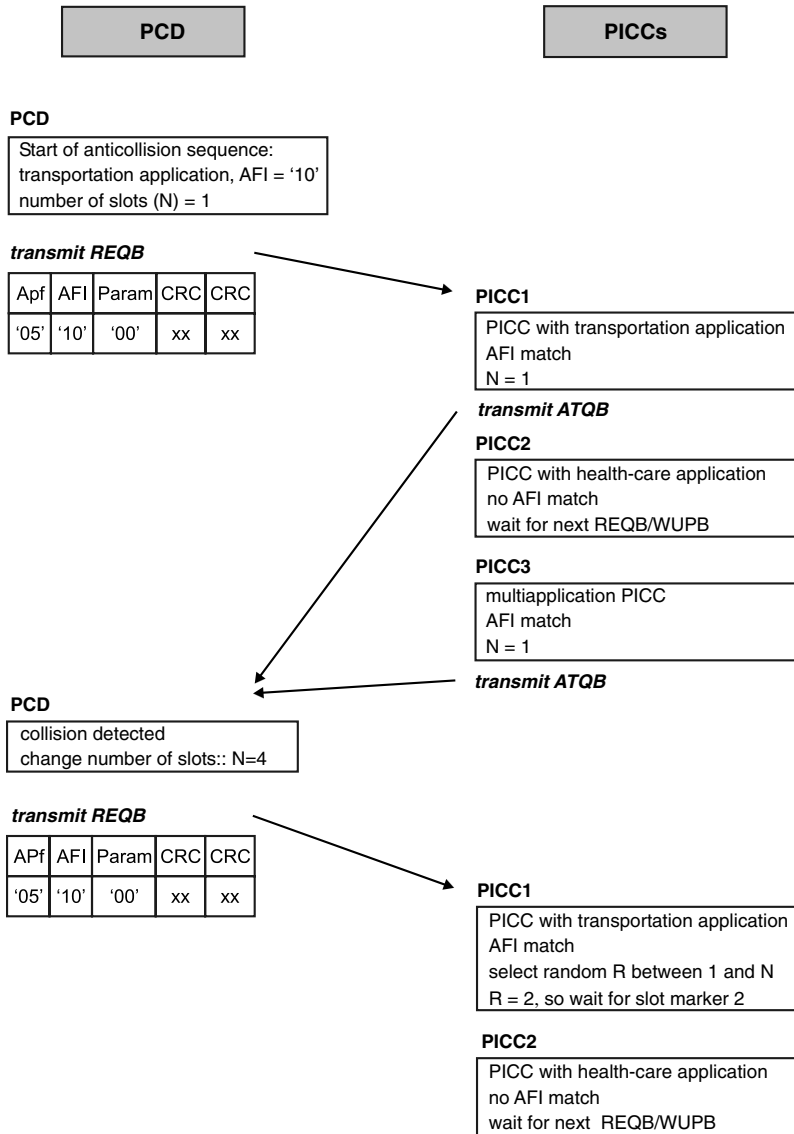 PCD
PICCs
PCD
Start of anticollision sequence:
transportation application, AFI = ‘10’
number of slots (N) = 1
transmit REQB
Apf AFI Param CRC CRC
‘05’ ‘10’ ‘00’ xx xx
PICC1
PICC with transportation application
AFI match
N = 1
transmit ATQB
PICC2
PICC with health-care application
no AFI match
wait for next REQB/WUPB
PICC3
multiapplication PICC
AFI match
N = 1
transmit ATQB
PCD
collision detected
change number of slots:: N=4
transmit REQB
APf AFI Param CRC CRC
‘05’ ‘10’ ‘00’ xx xx
PICC1
PICC with transportation application
AFI match
select random R between 1 and N
R = 2, so wait for slot marker 2
PICC2
PICC with health-care application
no AFI match
wait for next REQB/WUPB